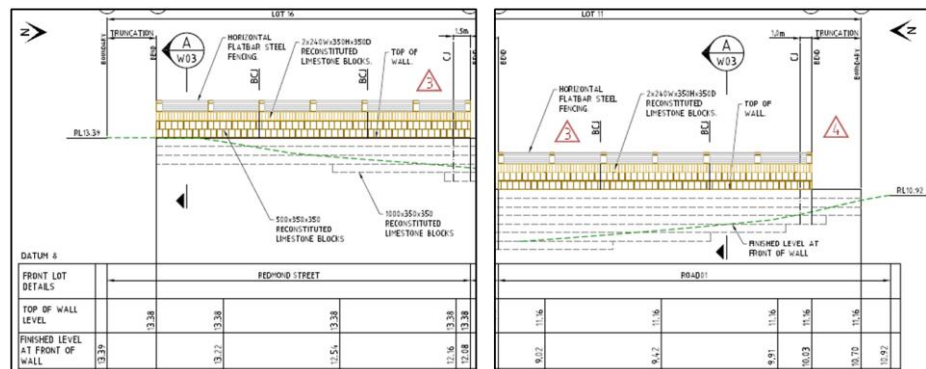 LOT 16
TRUNCATION
1.5m
N
BOUNDARY
BEND
A
W03
HORIZONTAL
FLATBAR STEEL
FENCING.
BCJ
2x240Wx350Hx350D
RECONSTITUTED
LIMESTONE BLOCKS.
BCJ
TOP OF
WALL.
3
CJ
RL13.39
500x350x350
RECONSTITUTED
LIMESTONE BLOCKS
1000x350x350
RECONSTITUTED
LIMESTONE BLOCKS
DATUM 8
FRONT LOT
DETAILS
REDMOND STREET
TOP OF WALL
LEVEL
13.38
13.38
13.38
13.38
13.38
FINISHED LEVEL
AT FRONT OF
WALL
13.39
13.22
12.54
12.16
12.08
LOT 11
BEND
A
W03
TRUNCATION
CJ
BEND
BOUNDARY
N
HORIZONTAL
FLATBAR STEEL
FENCING.
3
BCJ
2x240Wx350Hx350D
RECONSTITUTED
LIMESTONE BLOCKS.
BCJ
TOP OF
WALL.
4
RL10.92
FINISHED LEVEL AT
FRONT OF WALL
ROAD01
11.16
11.16
11.16
11.16
11.16
9.02
9.42
9.91
10.03
10.70
10.92